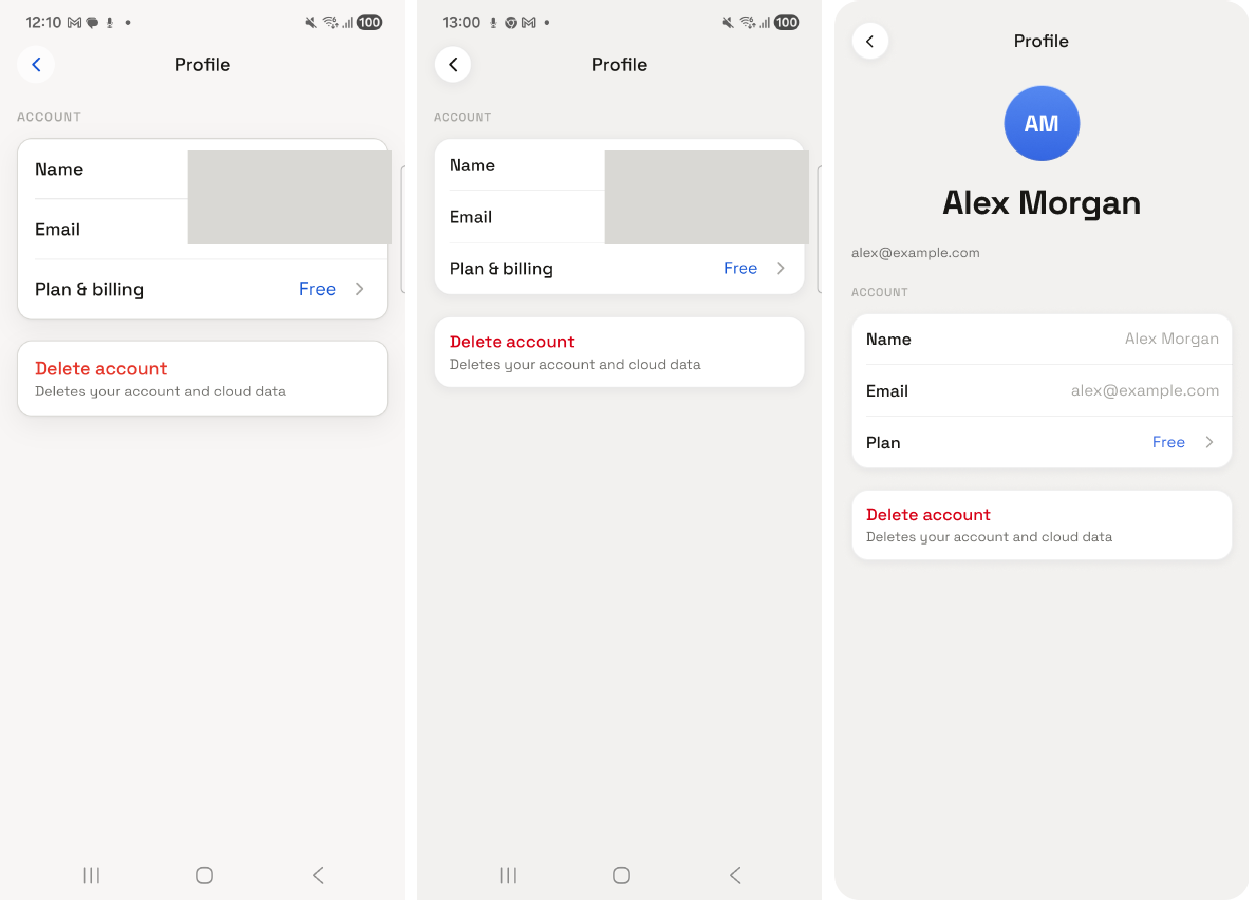 12:10
100
Profile
ACCOUNT
Name
Email
Plan & billing
Free
Delete account
Deletes your account and cloud data
13:00
100
Profile
ACCOUNT
Name
Email
Plan & billing
Free
Delete account
Deletes your account and cloud data
Profile
AM
Alex Morgan
alex@example.com
ACCOUNT
Name
Alex Morgan
Email
alex@example.com
Plan
Free
Delete account
Deletes your account and cloud data